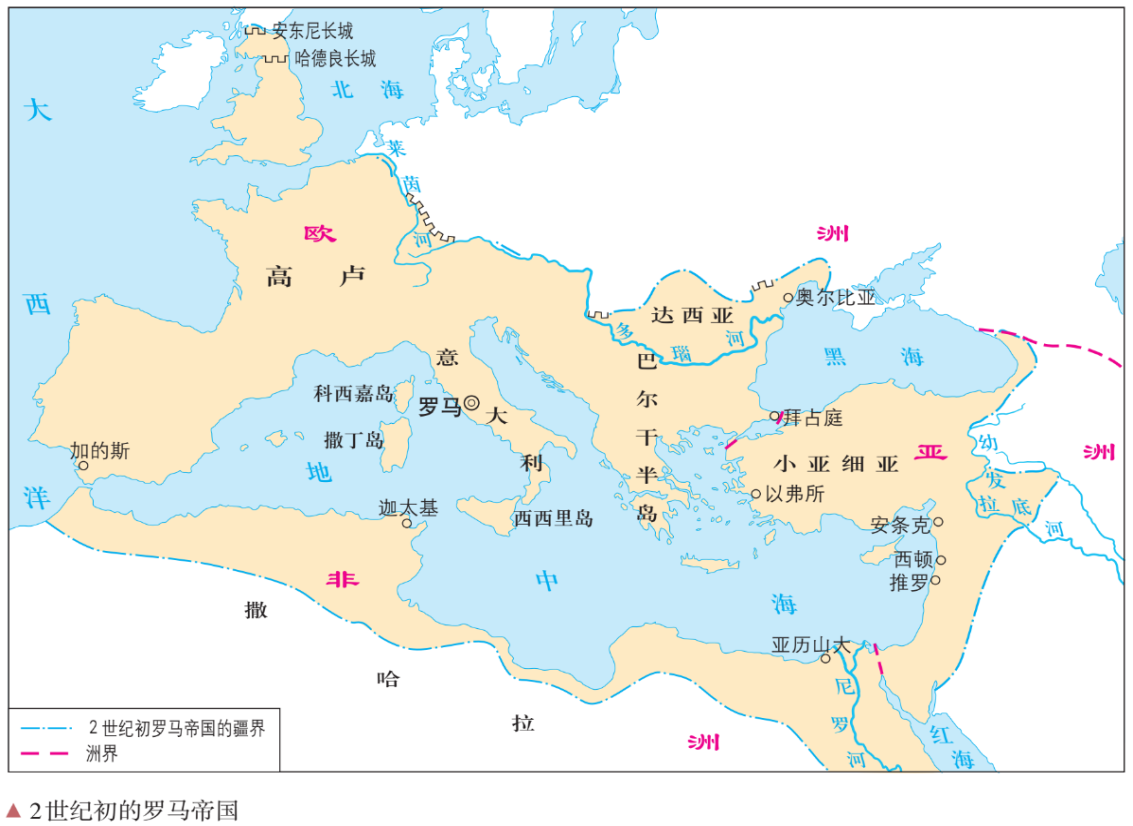 安东尼长城
哈德良长城
北海
大西洋
莱茵河
欧洲
高卢
达西亚
奥尔比亚
多瑙河
黑海
意大利
巴尔干半岛
科西嘉岛
罗马
撒丁岛
拜占庭
加的斯
地中海
小亚细亚
亚洲
幼发拉底河
以弗所
迦太基
西西里岛
安条克
西顿
推罗
非洲
撒哈拉
亚历山大
尼罗河
红海
2世纪初罗马帝国的疆界
洲界
▲ 2世纪初的罗马帝国